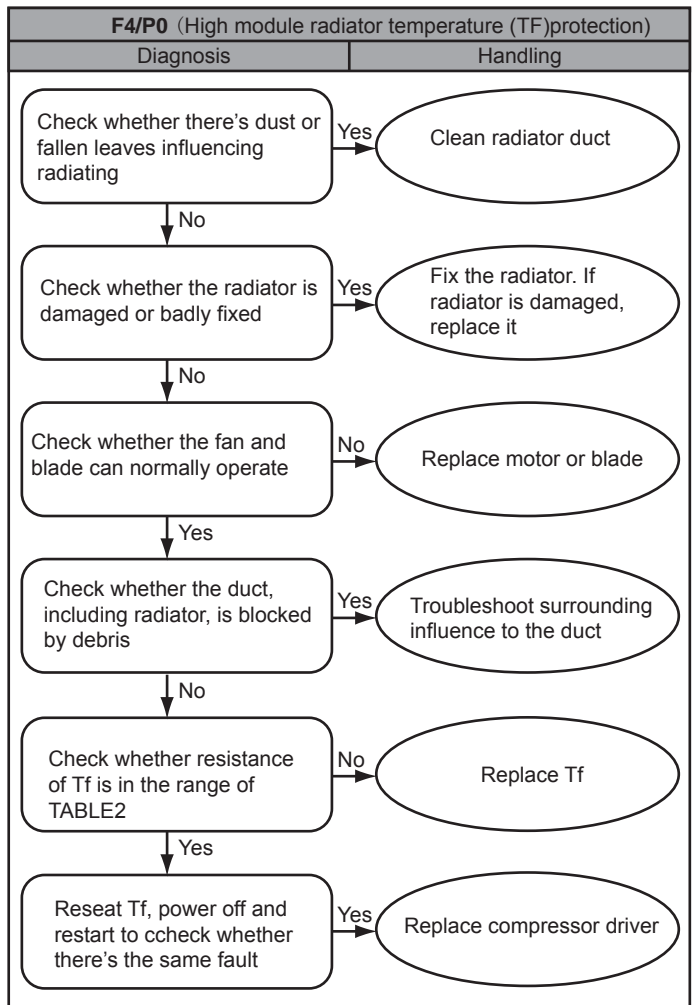 F4/P0（High module radiator temperature (TF)protection)
Diagnosis
Handling
Check whether there's dust or
fallen leaves influencing
radiating
Yes
Clean radiator duct
No
Check whether the radiator is
damaged or badly fixed
Yes
Fix the radiator. If
radiator is damaged,
replace it
No
Check whether the fan and
blade can normally operate
No
Replace motor or blade
Yes
Check whether the duct,
including radiator, is blocked
by debris
Yes
Troubleshoot surrounding
influence to the duct
No
Check whether resistance
of Tf is in the range of
TABLE2
No
Replace Tf
Yes
Reseat Tf, power off and
restart to ccheck whether
there's the same fault
Yes
Replace compressor driver